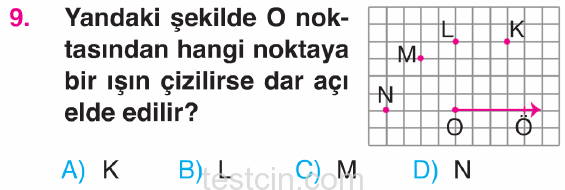 9. Yandaki şekilde O nok-
tasından hangi noktaya
bir ışın çizilirse dar açı
elde edilir?
L K
M
N
O Ö
A) K B) L C) M D) N
testcin.com